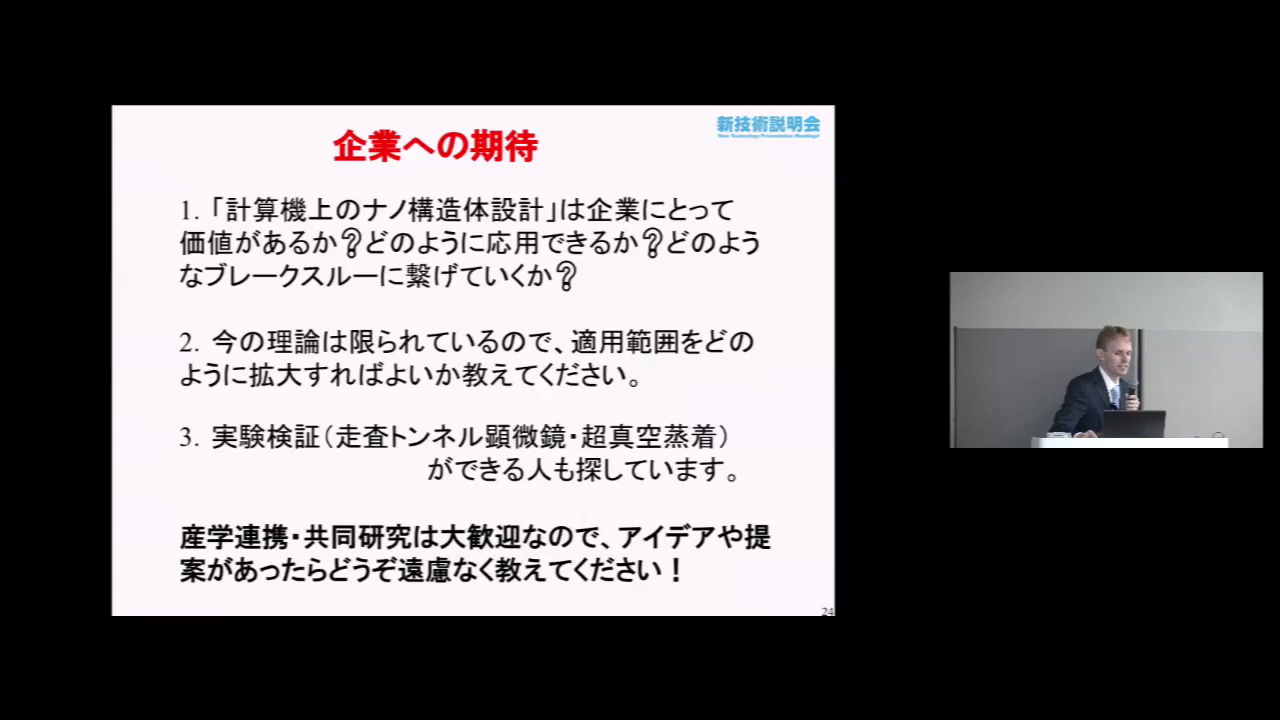 新技術説明会
New Technology Presentation Meetings!
企業への期待
1. 「計算機上のナノ構造体設計」は企業にとって
価値があるか?どのように応用できるか?どのよう
なブレークスルーに繋げていくか?
2. 今の理論は限られているので、適用範囲をどの
ように拡大すればよいか教えてください。
3. 実験検証（走査トンネル顕微鏡・超真空蒸着）
ができる人も探しています。
産学連携・共同研究は大歓迎なので、アイデアや提
案があったらどうぞ遠慮なく教えてください！
24